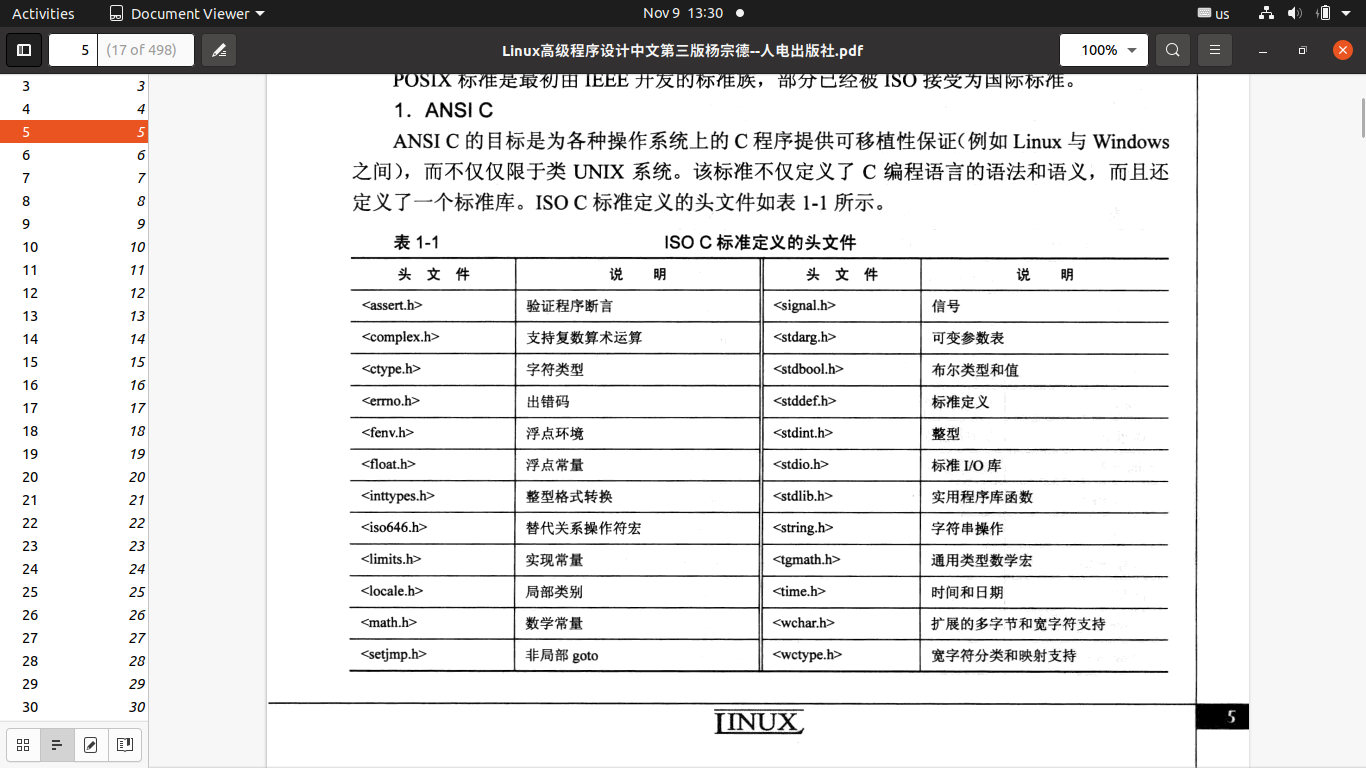 Activities Document Viewer Nov 9 13:30 us
5 (17 of 498) Linux高级程序设计中文第三版杨宗德--人电出版社.pdf 100%
3 3
4 4
5 5
6 6
7 7
8 8
9 9
10 10
11 11
12 12
13 13
14 14
15 15
16 16
17 17
18 18
19 19
20 20
21 21
22 22
23 23
24 24
25 25
26 26
27 27
28 28
29 29
30 30
POSIX 标准是最初由 IEEE 开发的标准族，部分已经被 ISO 接受为国际标准。
1．ANSI C
ANSI C 的目标是为各种操作系统上的 C 程序提供可移植性保证（例如 Linux 与 Windows
之间），而不仅仅限于类 UNIX 系统。该标准不仅定义了 C 编程语言的语法和语义，而且还
定义了一个标准库。ISO C 标准定义的头文件如表 1-1 所示。
表 1-1 ISO C 标准定义的头文件
头 文 件 说 明 头 文 件 说 明
<assert.h> 验证程序断言 <signal.h> 信号
<complex.h> 支持复数算术运算 <stdarg.h> 可变参数表
<ctype.h> 字符类型 <stdbool.h> 布尔类型和值
<errno.h> 出错码 <stddef.h> 标准定义
<fenv.h> 浮点环境 <stdint.h> 整型
<float.h> 浮点常量 <stdio.h> 标准 I/O 库
<inttypes.h> 整型格式转换 <stdlib.h> 实用程序库函数
<iso646.h> 替代关系操作符宏 <string.h> 字符串操作
<limits.h> 实现常量 <tgmath.h> 通用类型数学宏
<locale.h> 局部类别 <time.h> 时间和日期
<math.h> 数学常量 <wchar.h> 扩展的多字节和宽字符支持
<setjmp.h> 非局部 goto <wctype.h> 宽字符分类和映射支持
LINUX 5